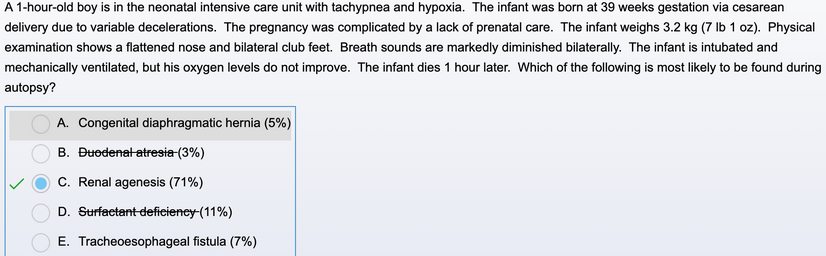 A 1-hour-old boy is in the neonatal intensive care unit with tachypnea and hypoxia.  The infant was born at 39 weeks gestation via cesarean
delivery due to variable decelerations.  The pregnancy was complicated by a lack of prenatal care.  The infant weighs 3.2 kg (7 lb 1 oz).  Physical
examination shows a flattened nose and bilateral club feet.  Breath sounds are markedly diminished bilaterally.  The infant is intubated and
mechanically ventilated, but his oxygen levels do not improve.  The infant dies 1 hour later.  Which of the following is most likely to be found during
autopsy?
A. Congenital diaphragmatic hernia (5%)
B. Duodenal atresia (3%)
C. Renal agenesis (71%)
D. Surfactant deficiency (11%)
E. Tracheoesophageal fistula (7%)